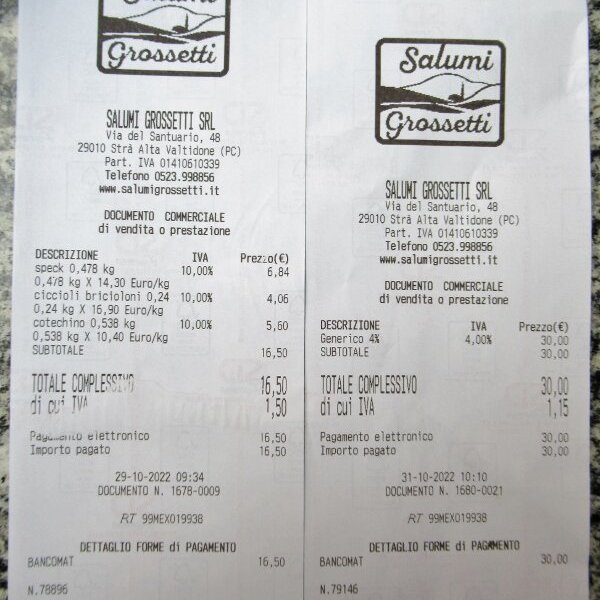 Salumi
Grossetti
SALUMI GROSSETTI SRL
Via del Santuario, 48
29010 Strà Alta Valtidone (PC)
Part. IVA 01410610339
Telefono 0523.998856
www.salumigrossetti.it
DOCUMENTO COMMERCIALE
di vendita o prestazione
DESCRIZIONE IVA Prezzo(€)
speck 0,478 kg 10,00% 6,84
0,478 kg X 14,30 Euro/kg
ciccioli bricioloni 0,24 10,00% 4,06
0,24 kg X 16,90 Euro/kg
cotechino 0,538 kg 10,00% 5,60
0,538 kg X 10,40 Euro/kg
SUBTOTALE 16,50
TOTALE COMPLESSIVO 16,50
di cui IVA 1,50
Pagamento elettronico 16,50
Importo pagato 16,50
29-10-2022 09:34
DOCUMENTO N. 1678-0009
RT 99MEX019938
DETTAGLIO FORME di PAGAMENTO
BANCOMAT 16,50
N.78896
Salumi
Grossetti
SALUMI GROSSETTI SRL
Via del Santuario, 48
29010 Strà Alta Valtidone (PC)
Part. IVA 01410610339
Telefono 0523.998856
www.salumigrossetti.it
DOCUMENTO COMMERCIALE
di vendita o prestazione
DESCRIZIONE IVA Prezzo(€)
Generico 4% 4,00% 30,00
SUBTOTALE 30,00
TOTALE COMPLESSIVO 30,00
di cui IVA 1,15
Pagamento elettronico 30,00
Importo pagato 30,00
31-10-2022 10:10
DOCUMENTO N. 1680-0021
RT 99MEX019938
DETTAGLIO FORME di PAGAMENTO
BANCOMAT 30,00
N.79146